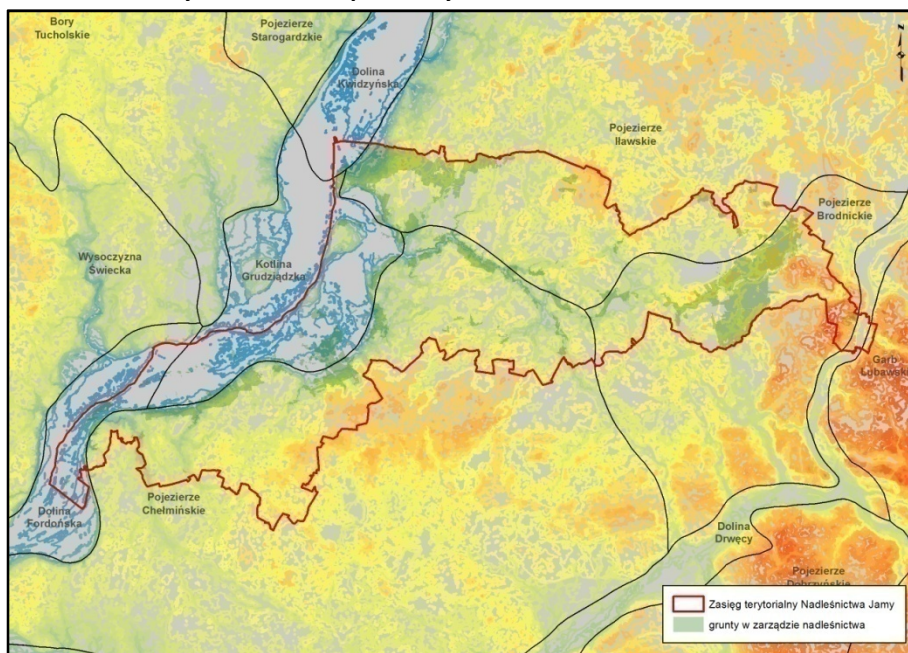 Bory
Tucholskie
Pojezierze
Starogardzkie
Dolina
Kwidzyńska
N
Pojezierze
Iławskie
Pojezierze
Brodnickie
Wysoczyzna
Świecka
Kotlina
Grudziądzka
Garb
Lubawski
Pojezierze
Chełmińskie
Dolina
Fordońska
Dolina
Drwęcy
Pojezierze
Dobrzyńskie
Zasięg terytorialny Nadleśnictwa Jamy
grunty w zarządzie nadleśnictwa